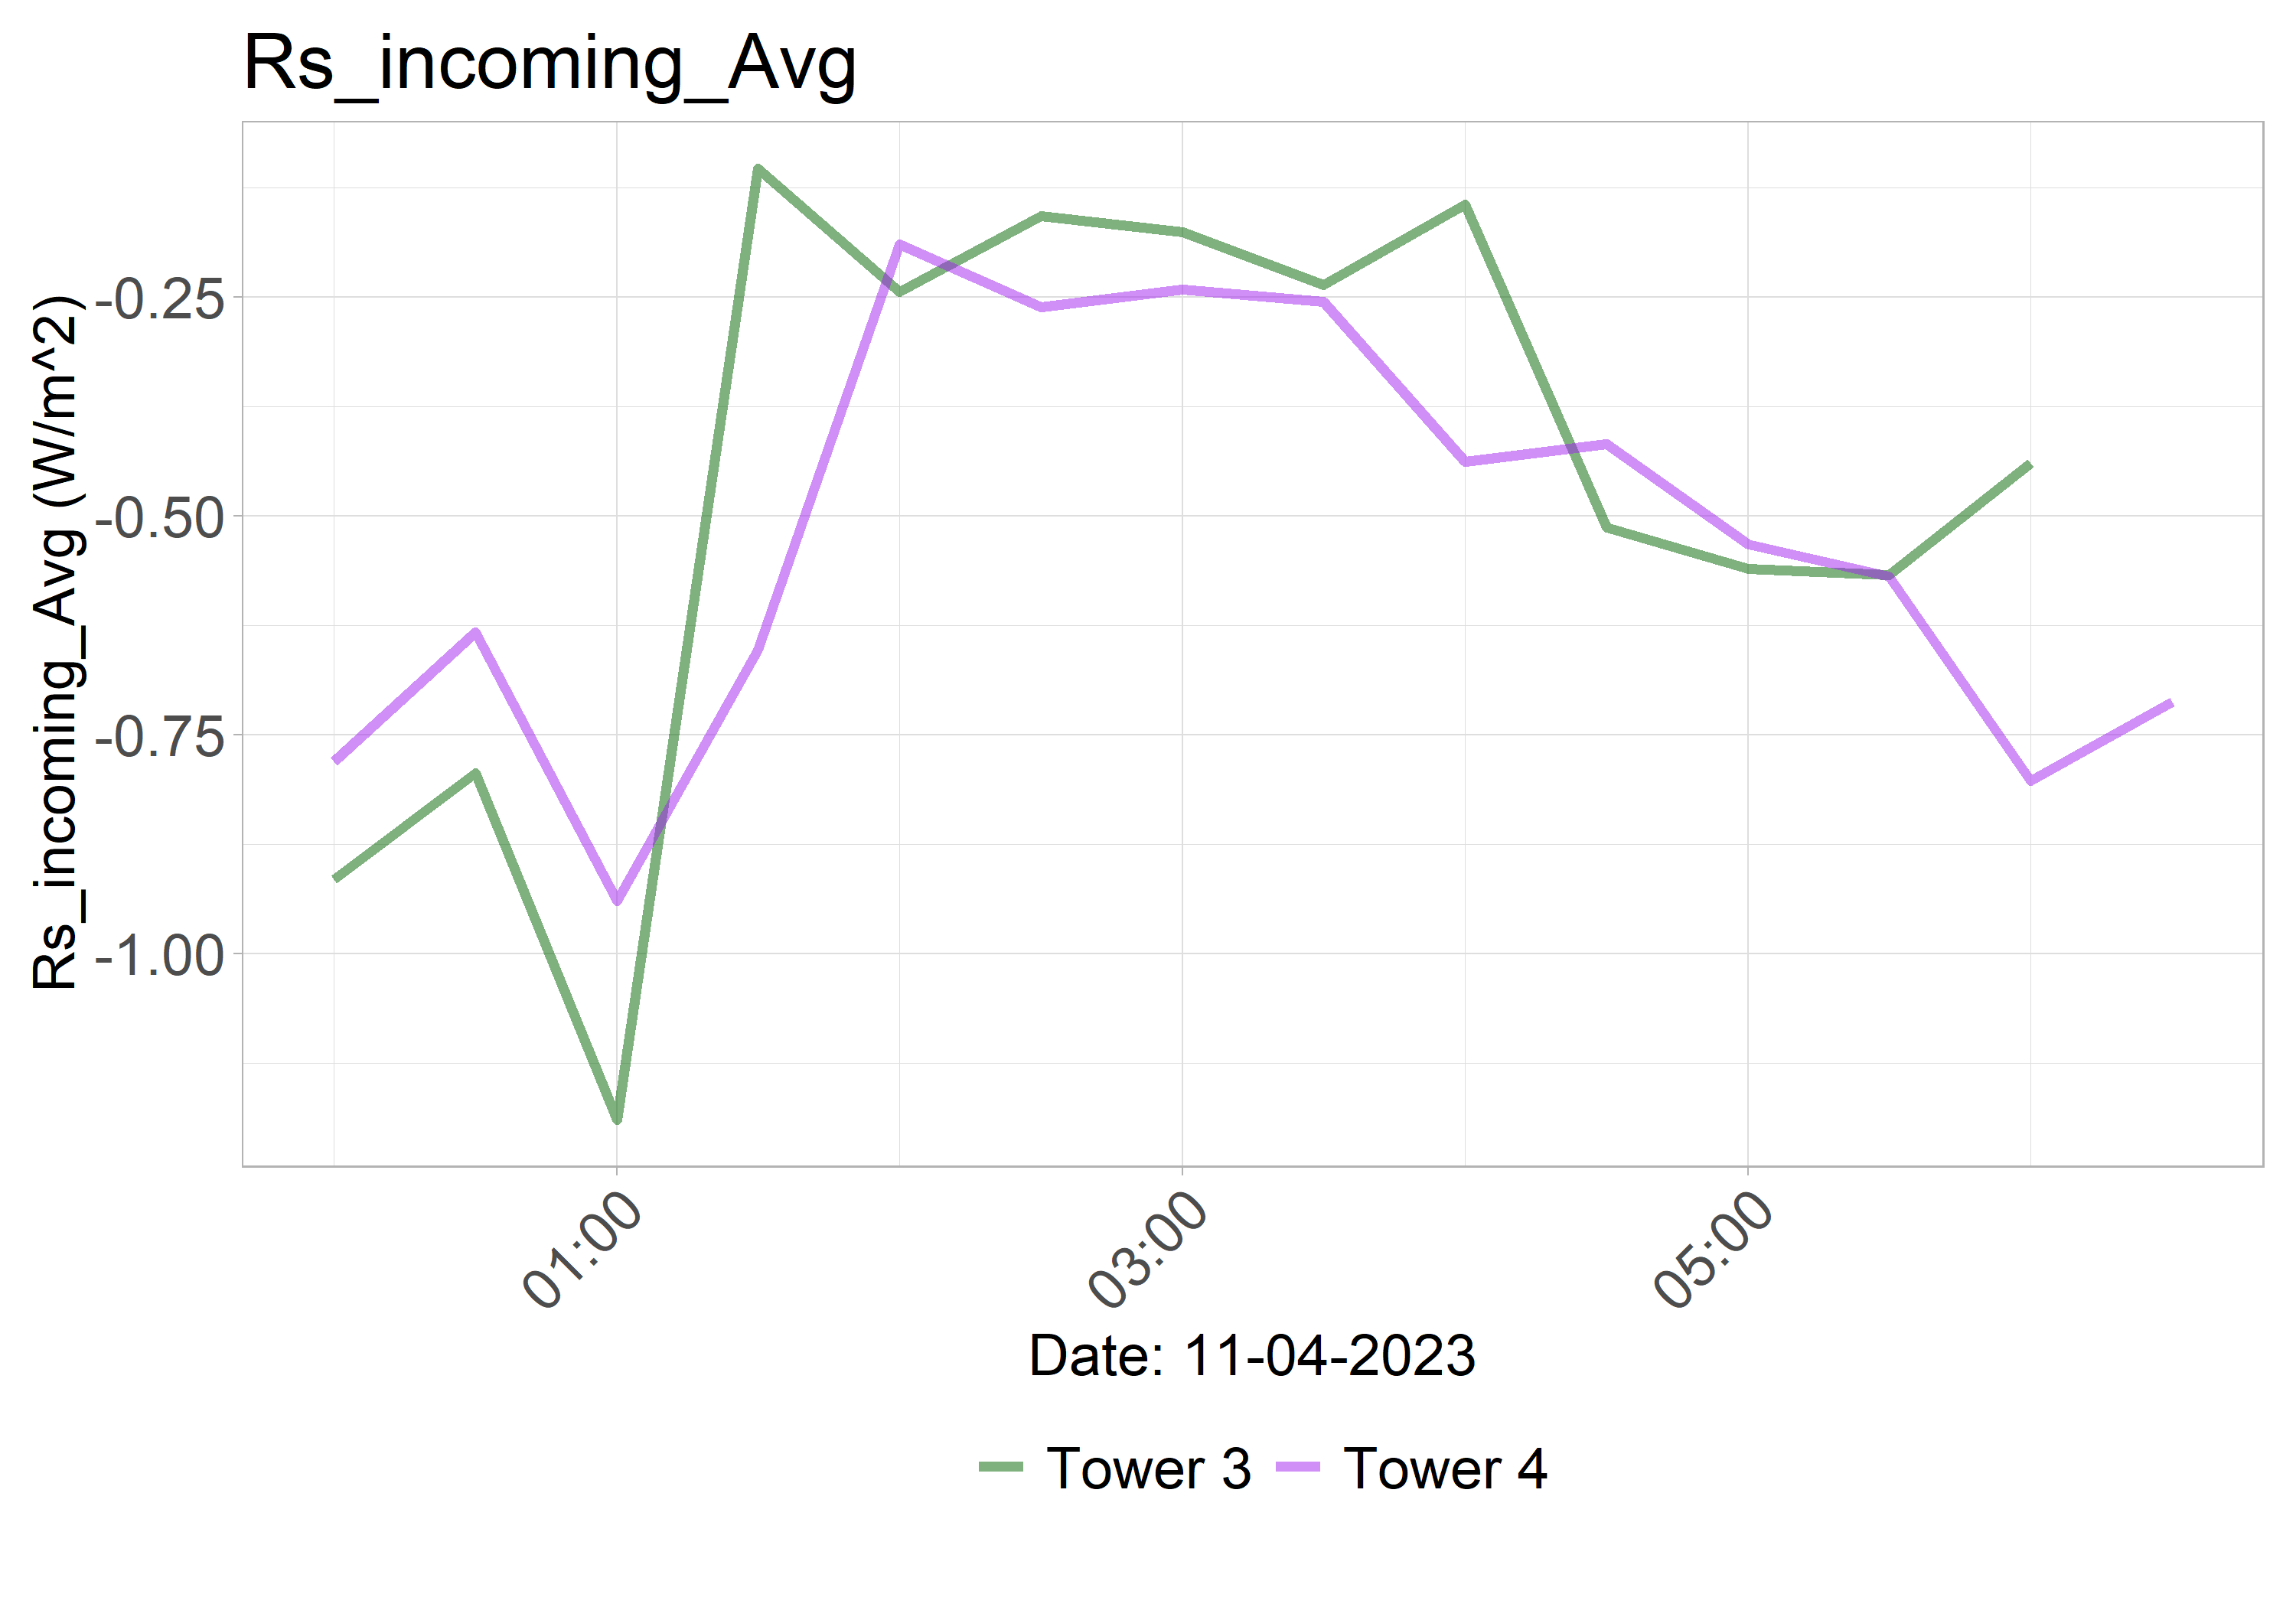 Rs_incoming_Avg
Rs_incoming_Avg (W/m^2)
-0.25
-0.50
-0.75
-1.00
01:00
03:00
05:00
Date: 11-04-2023
Tower 3
Tower 4